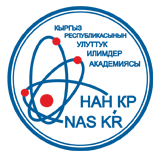 КЫРГЫЗ
РЕСПУБЛИКАСЫНЫН
УЛУТТУК
ИЛИМДЕР
АКАДЕМИЯСЫ
НАН КР
NAS KR